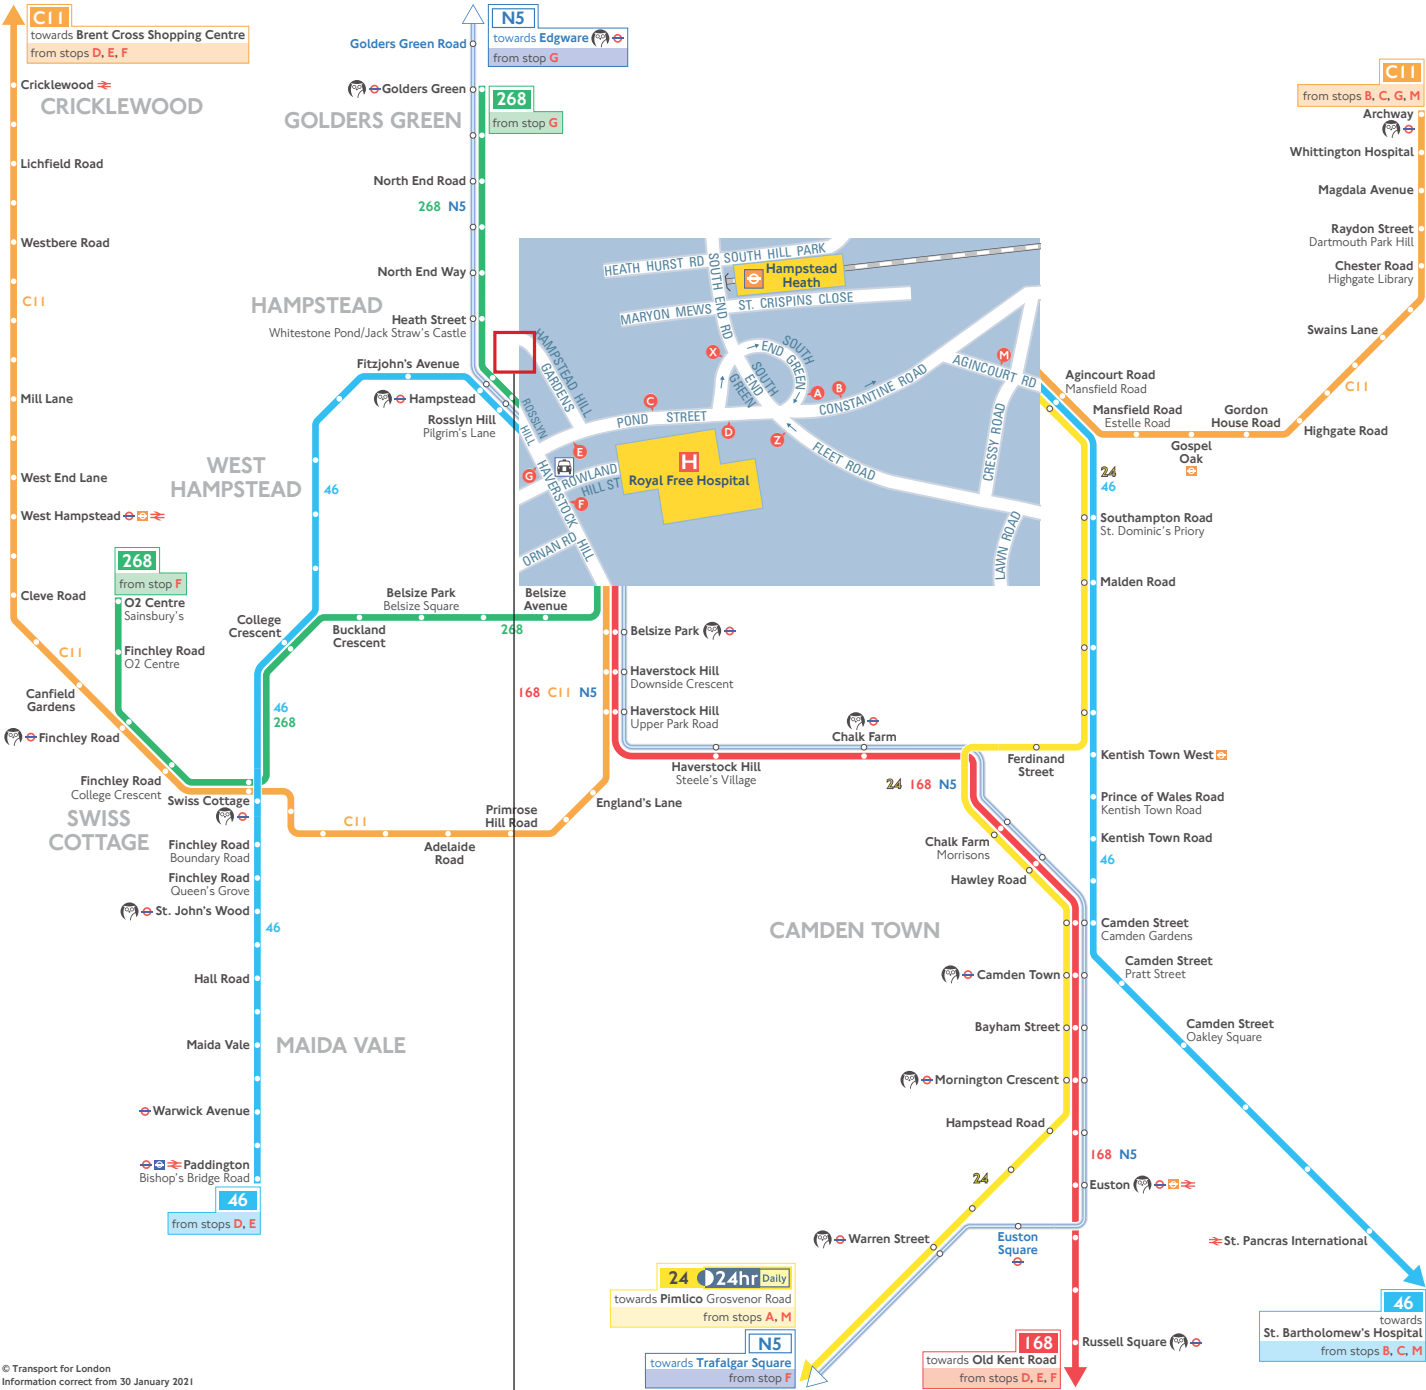 C11
towards Brent Cross Shopping Centre
from stops D, E, F
N5
towards Edgware
from stop G
Golders Green Road
C11
from stops B, C, G, M
Cricklewood
CRICKLEWOOD
Golders Green
GOLDERS GREEN
268
from stop G
Archway
Whittington Hospital
Lichfield Road
North End Road
268 N5
Magdala Avenue
Raydon Street
Dartmouth Park Hill
Westbere Road
North End Way
Chester Road
Highgate Library
C11
HAMPSTEAD
Heath Street
Whitestone Pond/Jack Straw's Castle
Swains Lane
HEATH HURST RD
SOUTH HILL PARK
Hampstead
Heath
SOUTH END RD
MARYON MEWS
ST. CRISPINS CLOSE
HAMPSTEAD HILL
GARDENS
X
END GREEN
SOUTH
END GREEN
SOUTH
END
GREEN
M
AGINCOURT RD
A
B
CONSTANTINE ROAD
C
POND STREET
D
Z
FLEET ROAD
CRESSY ROAD
ROSSLYN
HILL
E
G
ROWLAND
HILL ST
F
H
Royal Free Hospital
HAVERSTOCK HILL
ORNAN RD
LAWN ROAD
Fitzjohn's Avenue
Hampstead
Rosslyn Hill
Pilgrim's Lane
Mill Lane
Agincourt Road
Mansfield Road
Mansfield Road
Estelle Road
Gordon
House Road
C11
Highgate Road
Gospel
Oak
24
46
WEST
HAMPSTEAD
46
West End Lane
West Hampstead
Southampton Road
St. Dominic's Priory
268
from stop F
Cleve Road
O2 Centre
Sainsbury's
Malden Road
Belsize Park
Belsize Square
Belsize
Avenue
College
Crescent
Buckland
Crescent
268
Belsize Park
C11
Finchley Road
O2 Centre
Haverstock Hill
Downside Crescent
Canfield
Gardens
168 C11 N5
46
268
Haverstock Hill
Upper Park Road
Finchley Road
Chalk Farm
Haverstock Hill
Steele's Village
Ferdinand
Street
Kentish Town West
Finchley Road
College Crescent
24 168 N5
Swiss Cottage
SWISS
COTTAGE
England's Lane
Primrose
Hill Road
C11
Adelaide
Road
Prince of Wales Road
Kentish Town Road
Kentish Town Road
46
Finchley Road
Boundary Road
Chalk Farm
Morrisons
Finchley Road
Queen's Grove
Hawley Road
St. John's Wood
46
CAMDEN TOWN
Camden Street
Camden Gardens
Camden Street
Pratt Street
Hall Road
Camden Town
Bayham Street
Camden Street
Oakley Square
Maida Vale
MAIDA VALE
Mornington Crescent
Warwick Avenue
Hampstead Road
Paddington
Bishop's Bridge Road
168 N5
24
Euston
46
from stops D, E
Warren Street
Euston
Square
St. Pancras International
24 24hr Daily
towards Pimlico Grosvenor Road
from stops A, M
N5
towards Trafalgar Square
from stop F
168
towards Old Kent Road
from stops D, E, F
Russell Square
46
towards
St. Bartholomew's Hospital
from stops B, C, M
© Transport for London
Information correct from 30 January 2021